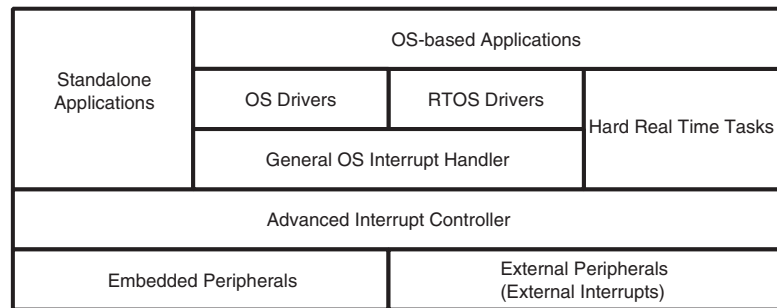 OS-based Applications
Standalone
Applications
OS Drivers
RTOS Drivers
Hard Real Time Tasks
General OS Interrupt Handler
Advanced Interrupt Controller
Embedded Peripherals
External Peripherals
(External Interrupts)